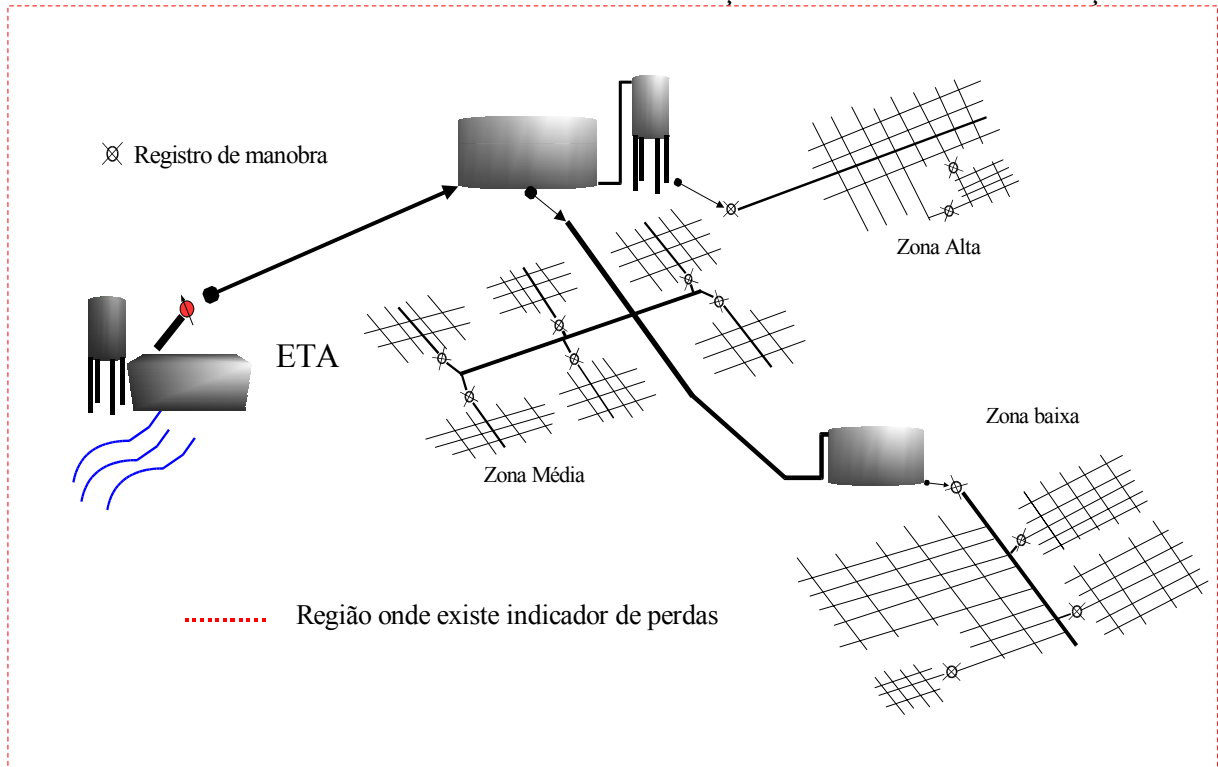 Registro de manobra
Zona Alta
ETA
Zona baixa
Zona Média
Região onde existe indicador de perdas